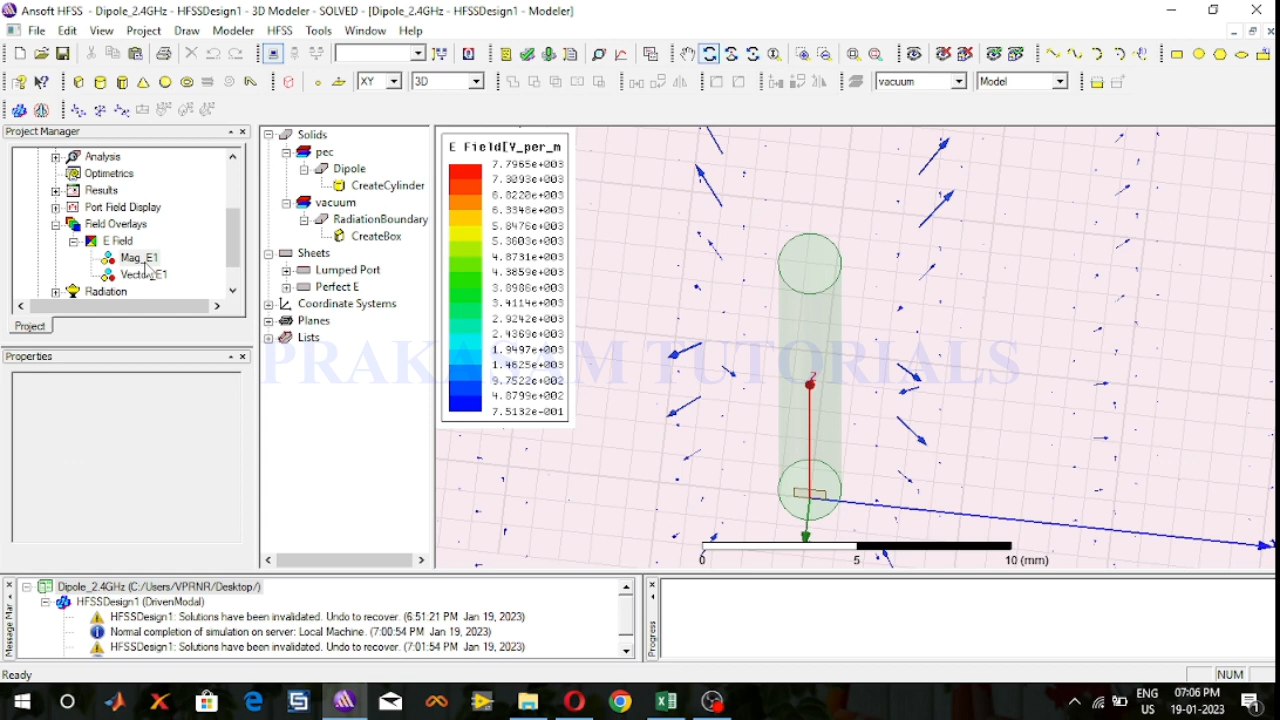 Ansoft HFSS - Dipole_2.4GHz - HFSSDesign1 - 3D Modeler - SOLVED - [Dipole_2.4GHz - HFSSDesign1 - Modeler]
File Edit View Project Draw Modeler HFSS Tools Window Help
XY 3D vacuum Model
Project Manager
Analysis
Optimetrics
Results
Port Field Display
Field Overlays
E Field
Mag_E1
Vector_E1
Radiation
Project
Properties
Solids
pec
Dipole
CreateCylinder
vacuum
RadiationBoundary
CreateBox
Sheets
Lumped Port
Perfect E
Coordinate Systems
Planes
Lists
E Field[V_per_m
7.7965e+003
7.3093e+003
6.8220e+003
6.3348e+003
5.8476e+003
5.3603e+003
4.8731e+003
4.3859e+003
3.8986e+003
3.4114e+003
2.9242e+003
2.4369e+003
1.9497e+003
1.4625e+003
9.7522e+002
4.8799e+002
7.5132e-001
PRAKARAM TUTORIALS
Z
0 5 10 (mm)
Message Mar
Dipole_2.4GHz (C:/Users/VPRNR/Desktop/)
HFSSDesign1 (DrivenModal)
HFSSDesign1: Solutions have been invalidated. Undo to recover. (6:51:21 PM Jan 19, 2023)
Normal completion of simulation on server: Local Machine. (7:00:54 PM Jan 19, 2023)
HFSSDesign1: Solutions have been invalidated. Undo to recover. (7:01:54 PM Jan 19, 2023)
Progress
Ready
NUM
ENG
US
07:06 PM
19-01-2023
1